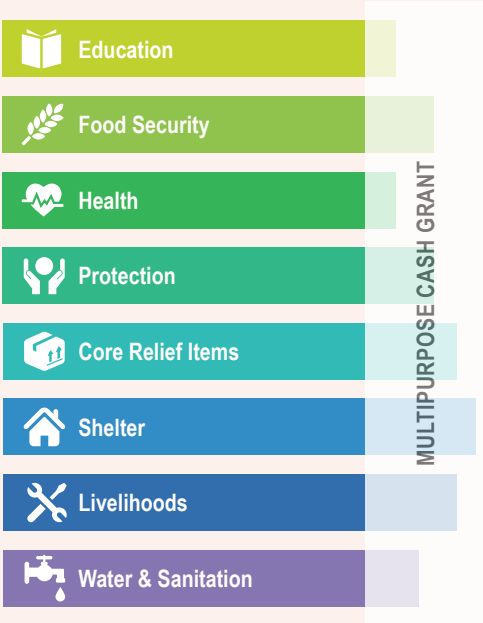 Education
Food Security
Health
Protection
Core Relief Items
Shelter
Livelihoods
Water & Sanitation
MULTIPURPOSE CASH GRANT